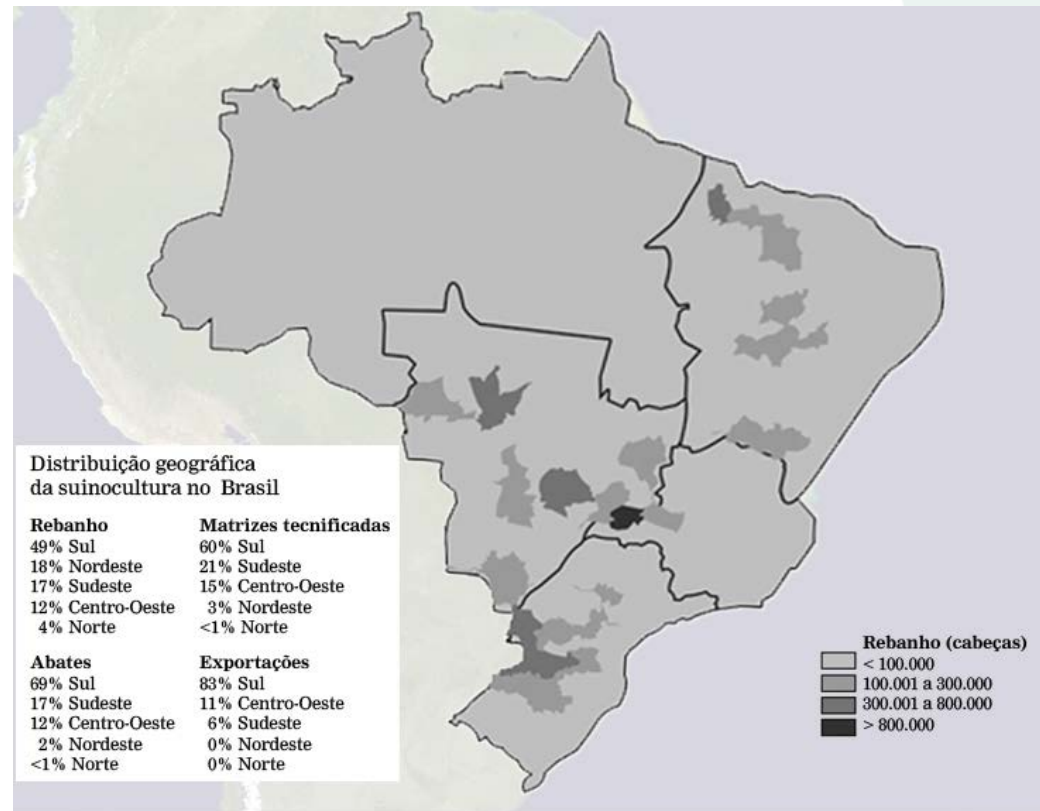 Distribuição geográfica
da suinocultura no Brasil
Rebanho
49% Sul
18% Nordeste
17% Sudeste
12% Centro-Oeste
4% Norte
Matrizes tecnificadas
60% Sul
21% Sudeste
15% Centro-Oeste
3% Nordeste
<1% Norte
Abates
69% Sul
17% Sudeste
12% Centro-Oeste
2% Nordeste
<1% Norte
Exportações
83% Sul
11% Centro-Oeste
6% Sudeste
0% Nordeste
0% Norte
Rebanho (cabeças)
< 100.000
100.001 a 300.000
300.001 a 800.000
> 800.000